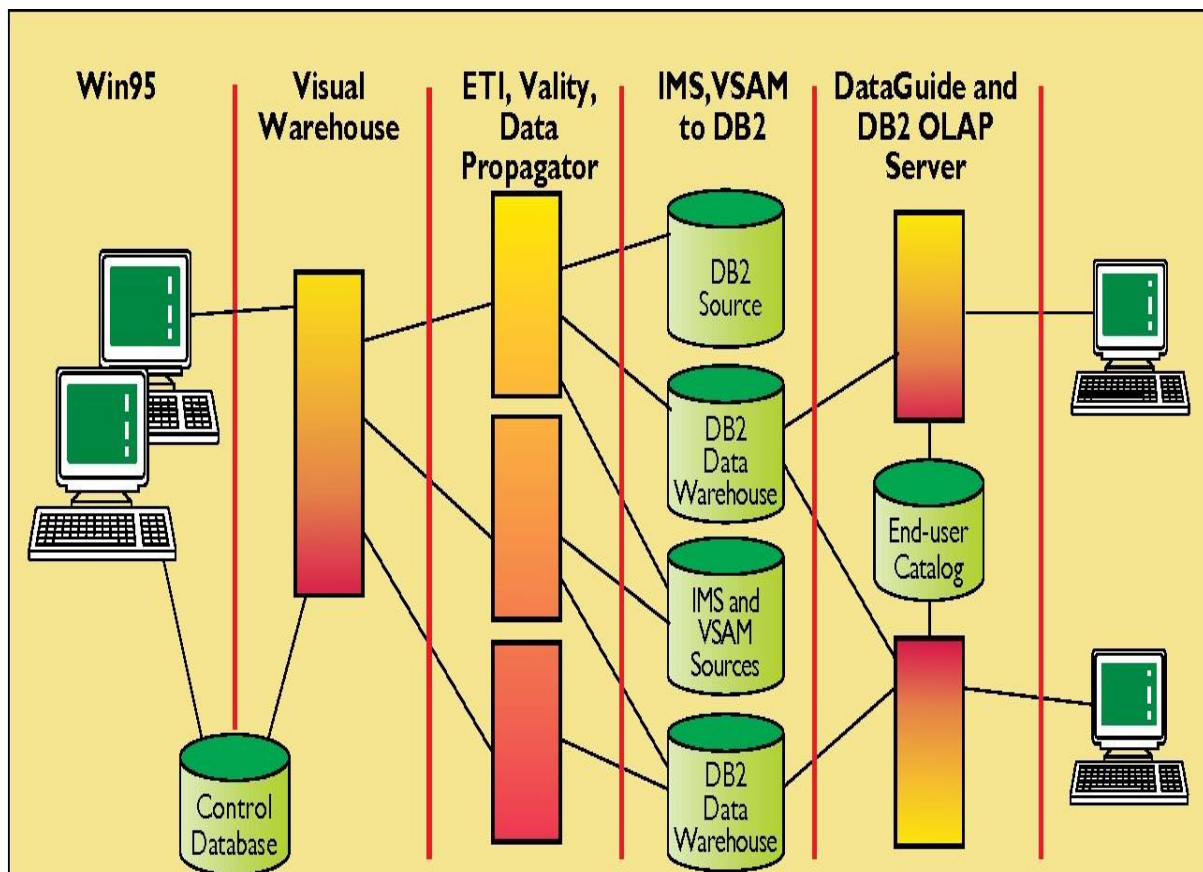 Win95
Visual
Warehouse
ETI, Vality,
Data
Propagator
IMS,VSAM
to DB2
DataGuide and
DB2 OLAP
Server
DB2
Source
DB2
Data
Warehouse
End-user
Catalog
IMS and
VSAM
Sources
Control
Database
DB2
Data
Warehouse